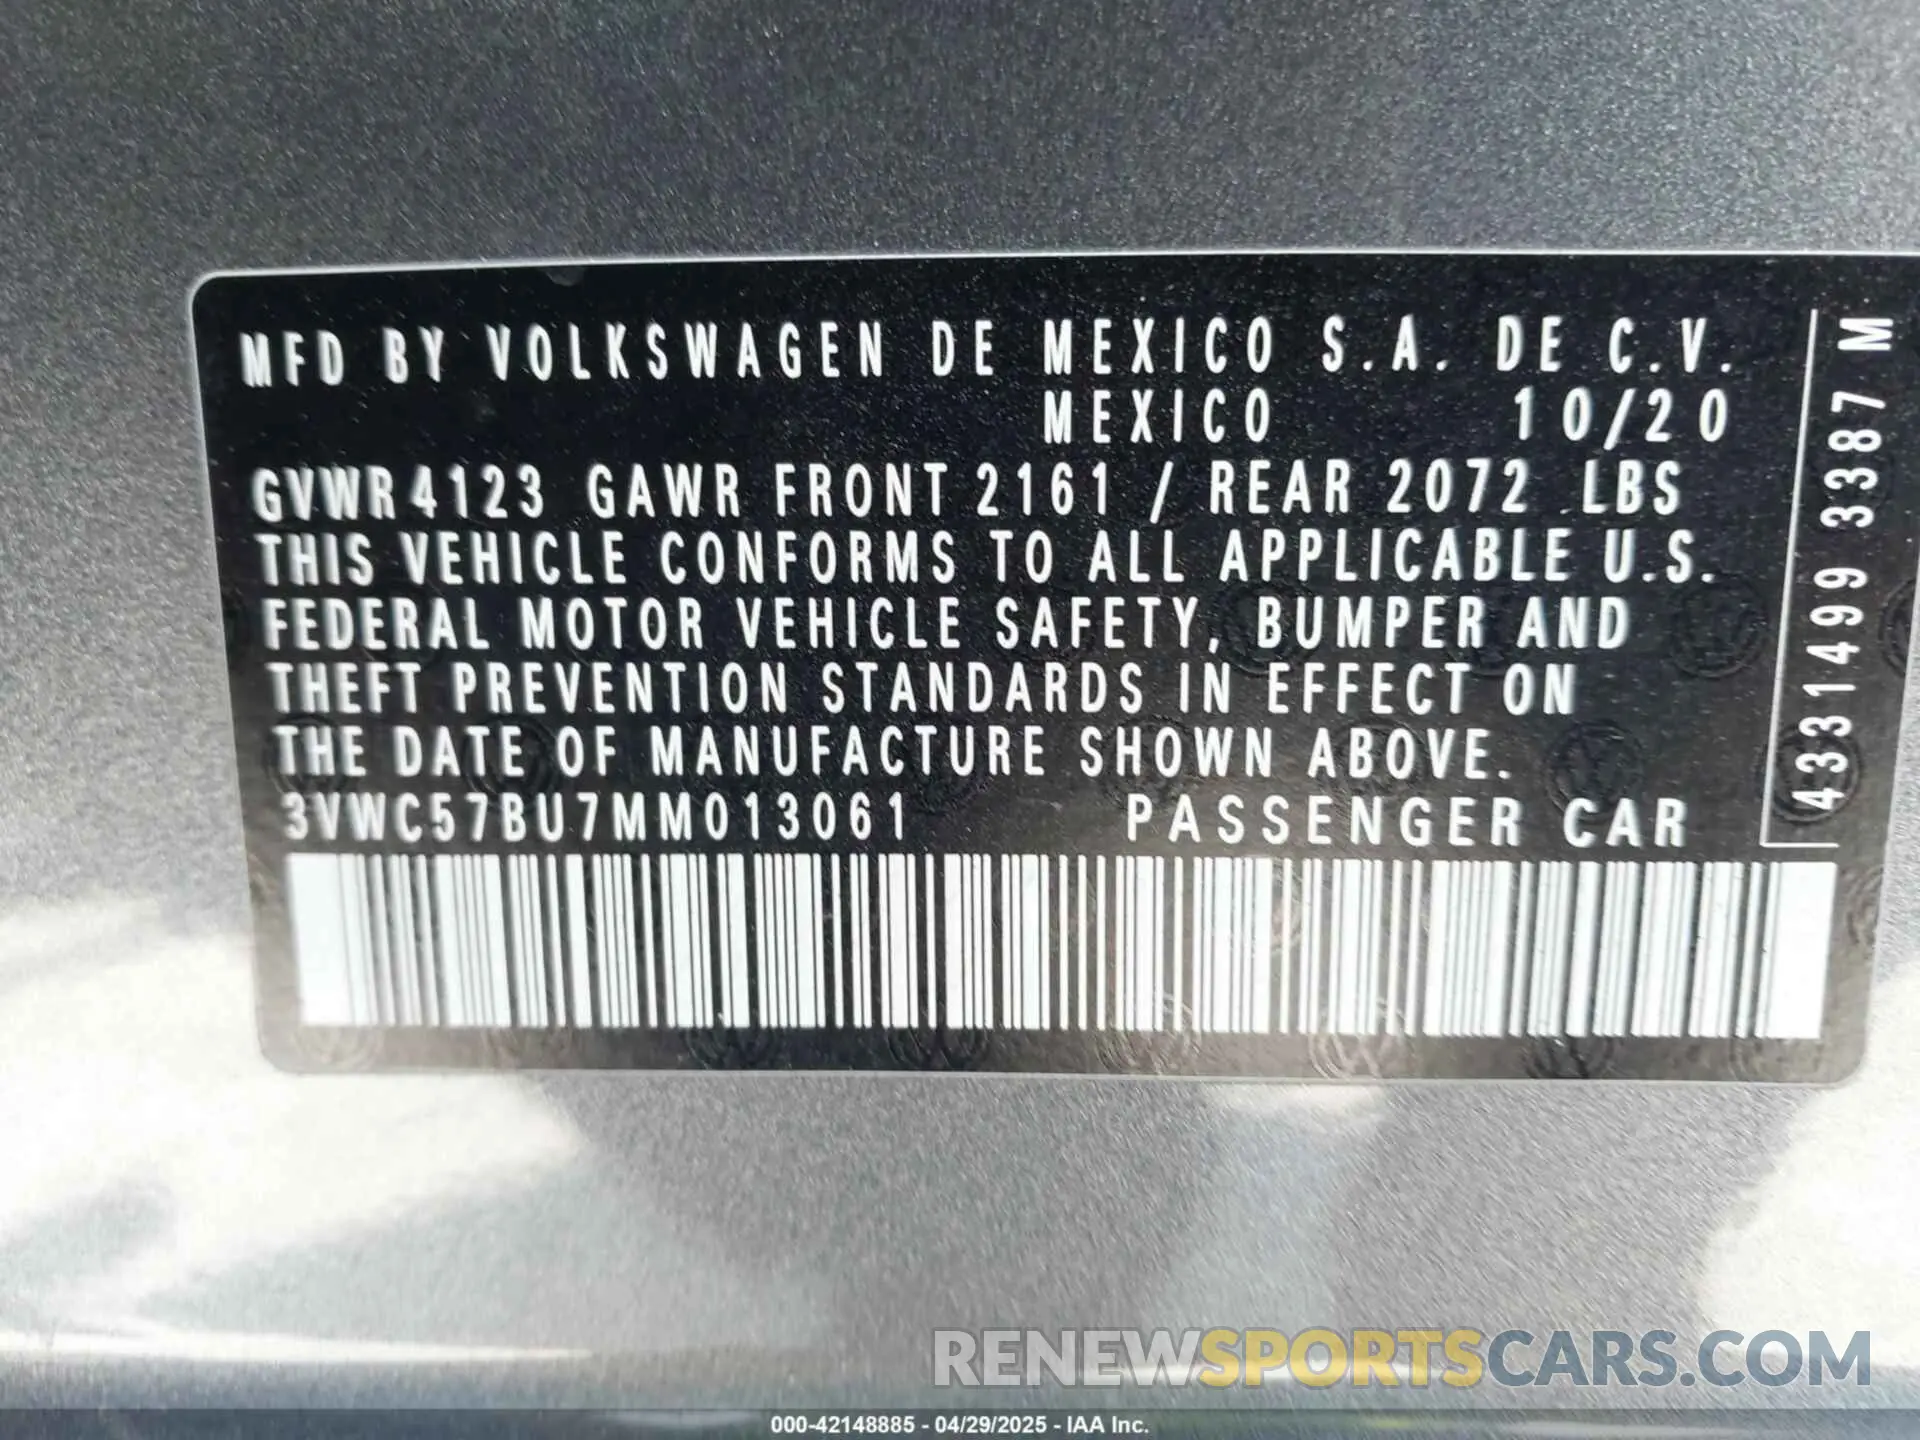 MFD BY VOLKSWAGEN DE MEXICO S.A. DE C.V.
MEXICO 10/20
GVWR 4123 GAWR FRONT 2161 / REAR 2072 LBS
THIS VEHICLE CONFORMS TO ALL APPLICABLE U.S.
FEDERAL MOTOR VEHICLE SAFETY, BUMPER AND
THEFT PREVENTION STANDARDS IN EFFECT ON
THE DATE OF MANUFACTURE SHOWN ABOVE.
3VWC57BU7MM013061 PASSENGER CAR
4331499 3387 M
RENEWSPORTSCARS.COM
000-42148885 - 04/29/2025 - IAA Inc.